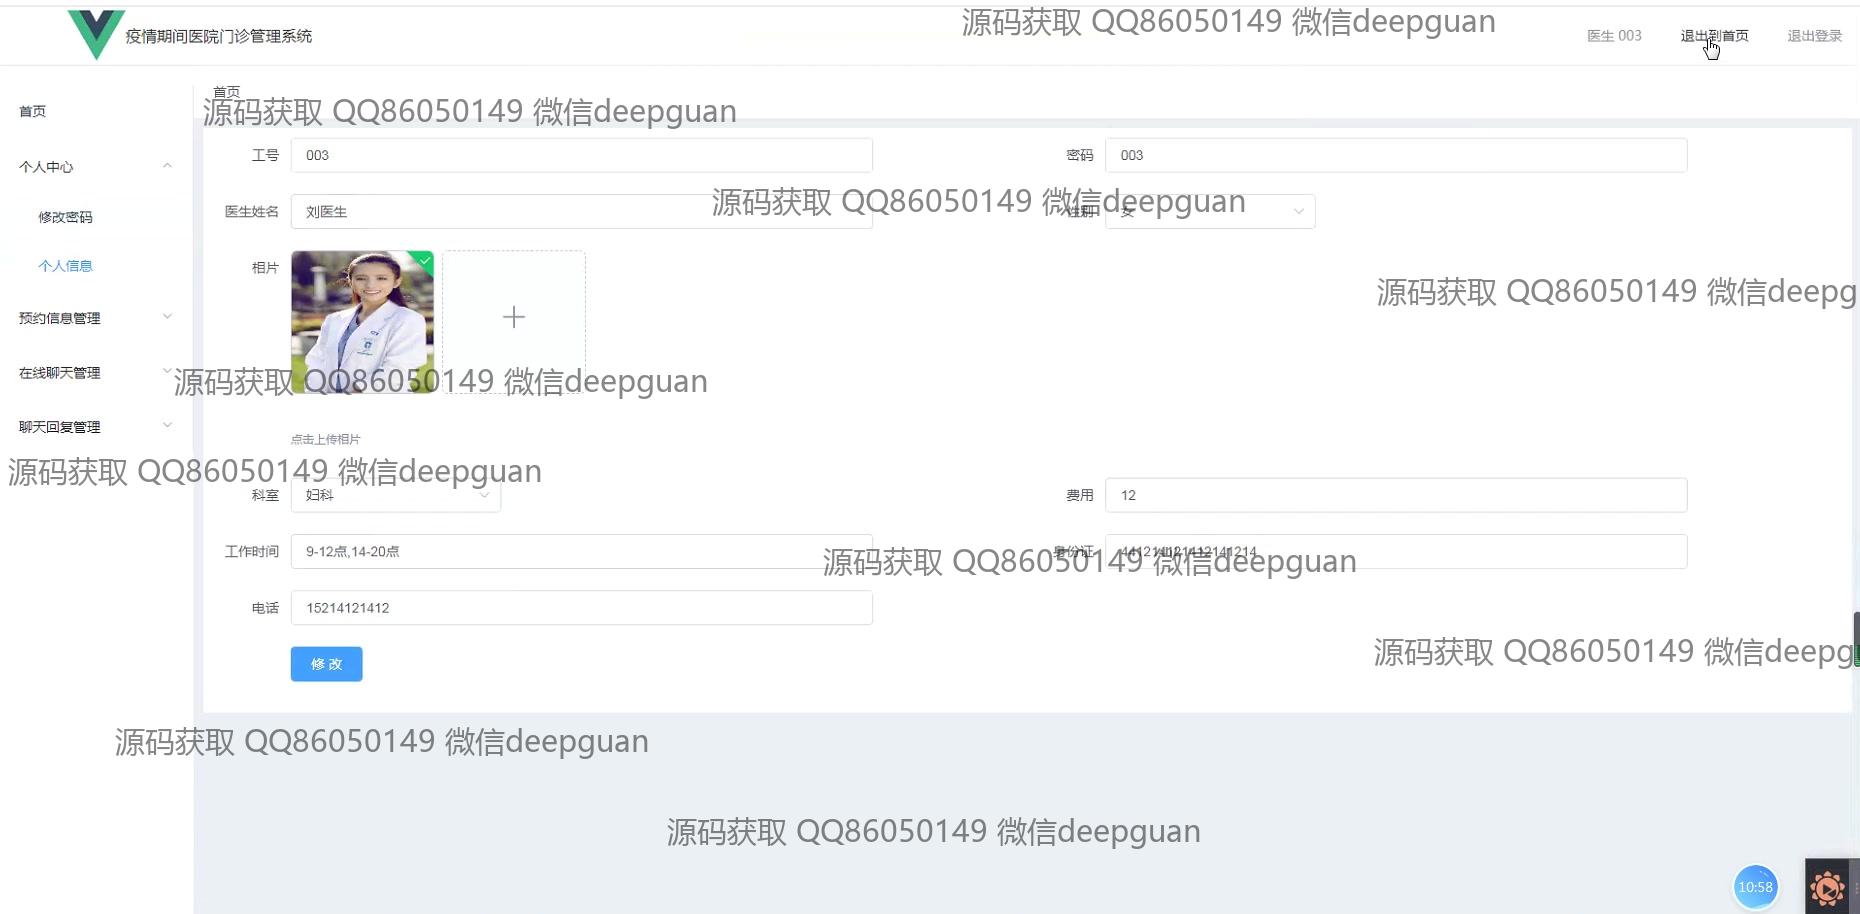 源码获取 QQ86050149 微信deepguan
疫情期间医院门诊管理系统
医生 003
退出到首页
退出登录
首页
首页
源码获取 QQ86050149 微信deepguan
个人中心
修改密码
个人信息
预约信息管理
在线聊天管理
聊天回复管理
工号 003
密码 003
源码获取 QQ86050149 微信deepguan
医生姓名 刘医生
性别 女
相片
源码获取 QQ86050149 微信deepg
源码获取 QQ86050149 微信deepguan
点击上传相片
源码获取 QQ86050149 微信deepguan
科室 妇科
费用 12
工作时间 9-12点,14-20点
身份证
源码获取 QQ86050149 微信deepguan
电话 15214121412
修改
源码获取 QQ86050149 微信deepg
源码获取 QQ86050149 微信deepguan
源码获取 QQ86050149 微信deepguan
10:58